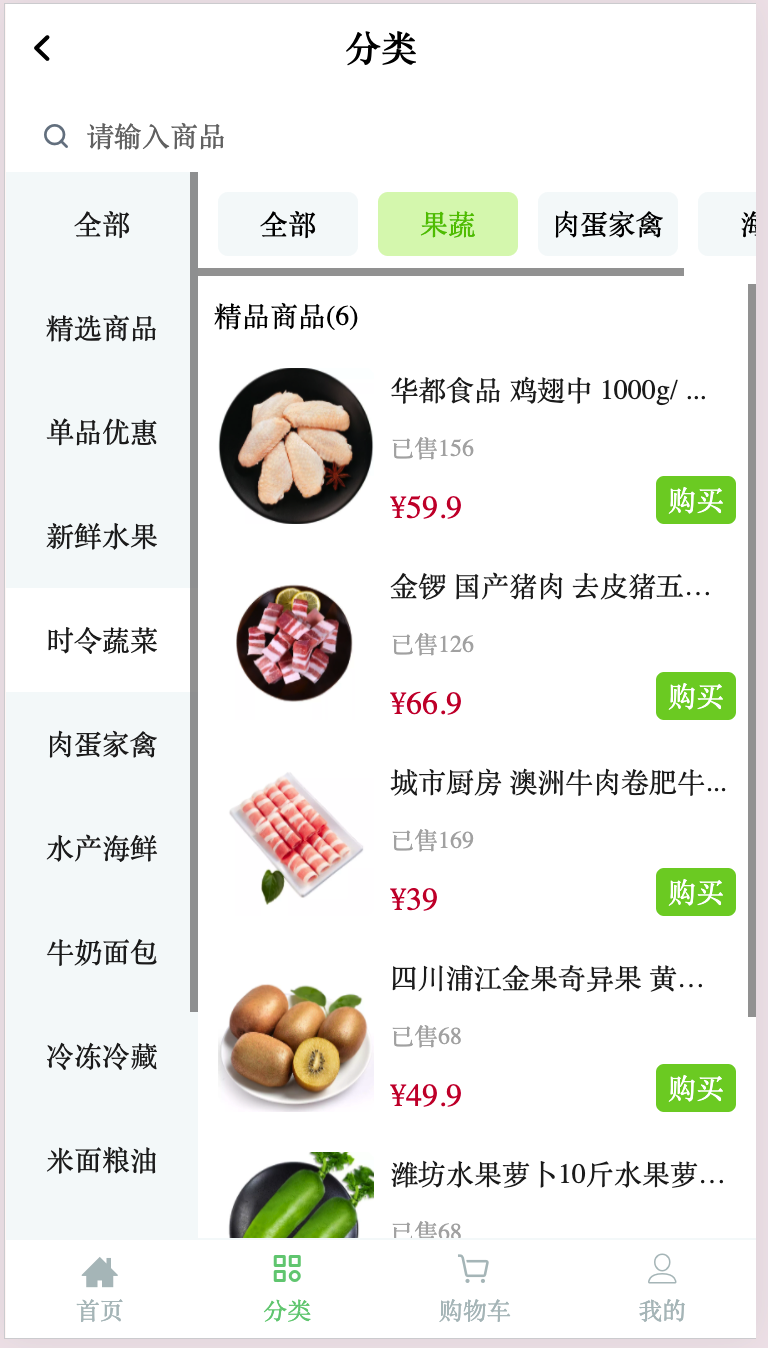 分类
请输入商品
全部
精选商品
单品优惠
新鲜水果
时令蔬菜
肉蛋家禽
水产海鲜
牛奶面包
冷冻冷藏
米面粮油
全部 果蔬 肉蛋家禽 海
精品商品(6)
华都食品 鸡翅中 1000g/ ...
已售156
¥59.9 购买
金锣 国产猪肉 去皮猪五…
已售126
¥66.9 购买
城市厨房 澳洲牛肉卷肥牛...
已售169
¥39 购买
四川浦江金果奇异果 黄…
已售68
¥49.9 购买
潍坊水果萝卜10斤水果萝…
已售68
首页 分类 购物车 我的